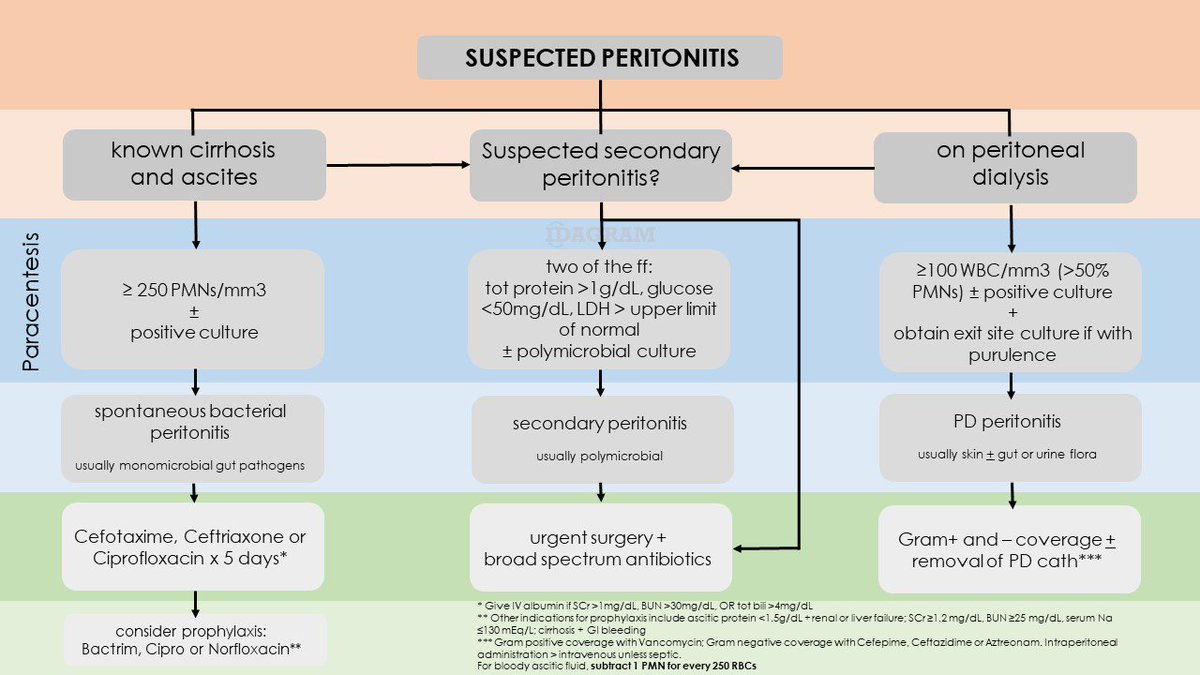 SUSPECTED PERITONITIS
known cirrhosis
and ascites
Suspected secondary
peritonitis?
on peritoneal
dialysis
IDAGRAM
Paracentesis
≥ 250 PMNs/mm3
±
positive culture
two of the ff:
tot protein >1g/dL, glucose
<50mg/dL, LDH > upper limit
of normal
± polymicrobial culture
≥100 WBC/mm3 (>50%
PMNs) ± positive culture
+
obtain exit site culture if with
purulence
spontaneous bacterial
peritonitis
usually monomicrobial gut pathogens
secondary peritonitis
usually polymicrobial
PD peritonitis
usually skin ± gut or urine flora
Cefotaxime, Ceftriaxone or
Ciprofloxacin x 5 days*
urgent surgery +
broad spectrum antibiotics
Gram+ and – coverage ±
removal of PD cath***
consider prophylaxis:
Bactrim, Cipro or Norfloxacin**
* Give IV albumin if SCr >1mg/dL, BUN >30mg/dL, OR tot bili >4mg/dL
** Other indications for prophylaxis include ascitic protein <1.5g/dL + renal or liver failure; SCr≥1.2 mg/dL, BUN ≥25 mg/dL, serum Na
≤130 mEq/L; cirrhosis + GI bleeding
*** Gram positive coverage with Vancomycin; Gram negative coverage with Cefepime, Ceftazidime or Aztreonam. Intraperitoneal
administration > intravenous unless septic.
For bloody ascitic fluid, subtract 1 PMN for every 250 RBCs